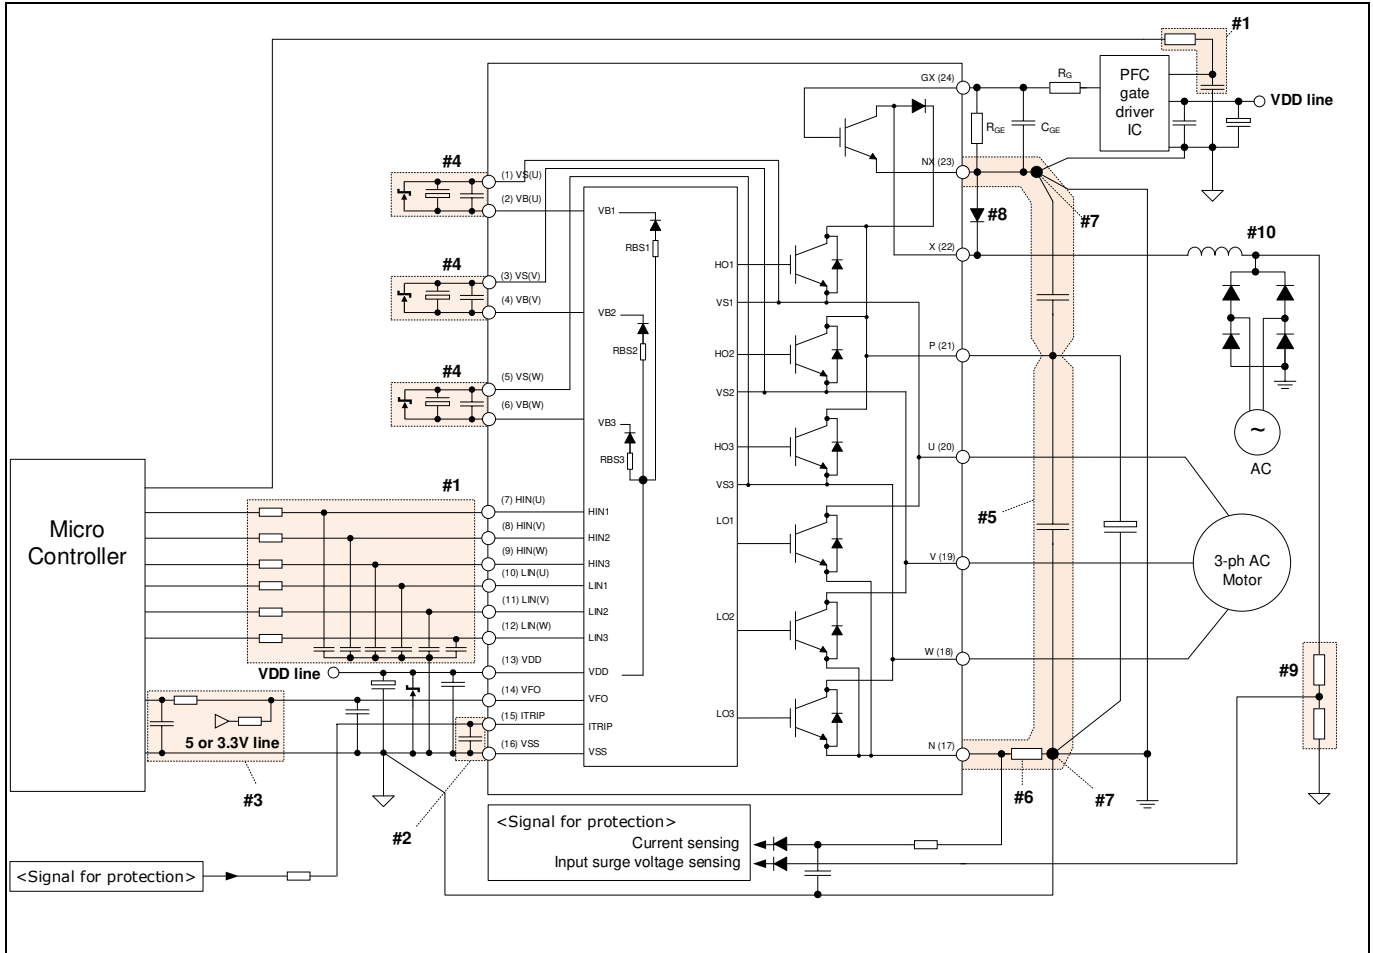 #1
GX (24)
RG
PFC
gate
driver
IC
VDD line
RGE
CGE
#4
(1) VS(U)
(2) VB(U)
NX (23)
#7
#8
VB1
RBS1
X (22)
#10
HO1
VS1
#4
(3) VS(V)
(4) VB(V)
VB2
RBS2
HO2
VS2
P (21)
#4
(5) VS(W)
(6) VB(W)
VB3
RBS3
HO3
VS3
~
AC
U (20)
#5
Micro
Controller
#1
(7) HIN(U)
(8) HIN(V)
(9) HIN(W)
(10) LIN(U)
(11) LIN(V)
(12) LIN(W)
HIN1
HIN2
HIN3
LIN1
LIN2
LIN3
LO1
LO2
LO3
V (19)
3-ph AC
Motor
W (18)
VDD line
(13) VDD
(14) VFO
(15) ITRIP
(16) VSS
VDD
VFO
ITRIP
VSS
5 or 3.3V line
#3
#2
N (17)
#6
#7
#9
<Signal for protection>
Current sensing
Input surge voltage sensing
<Signal for protection>